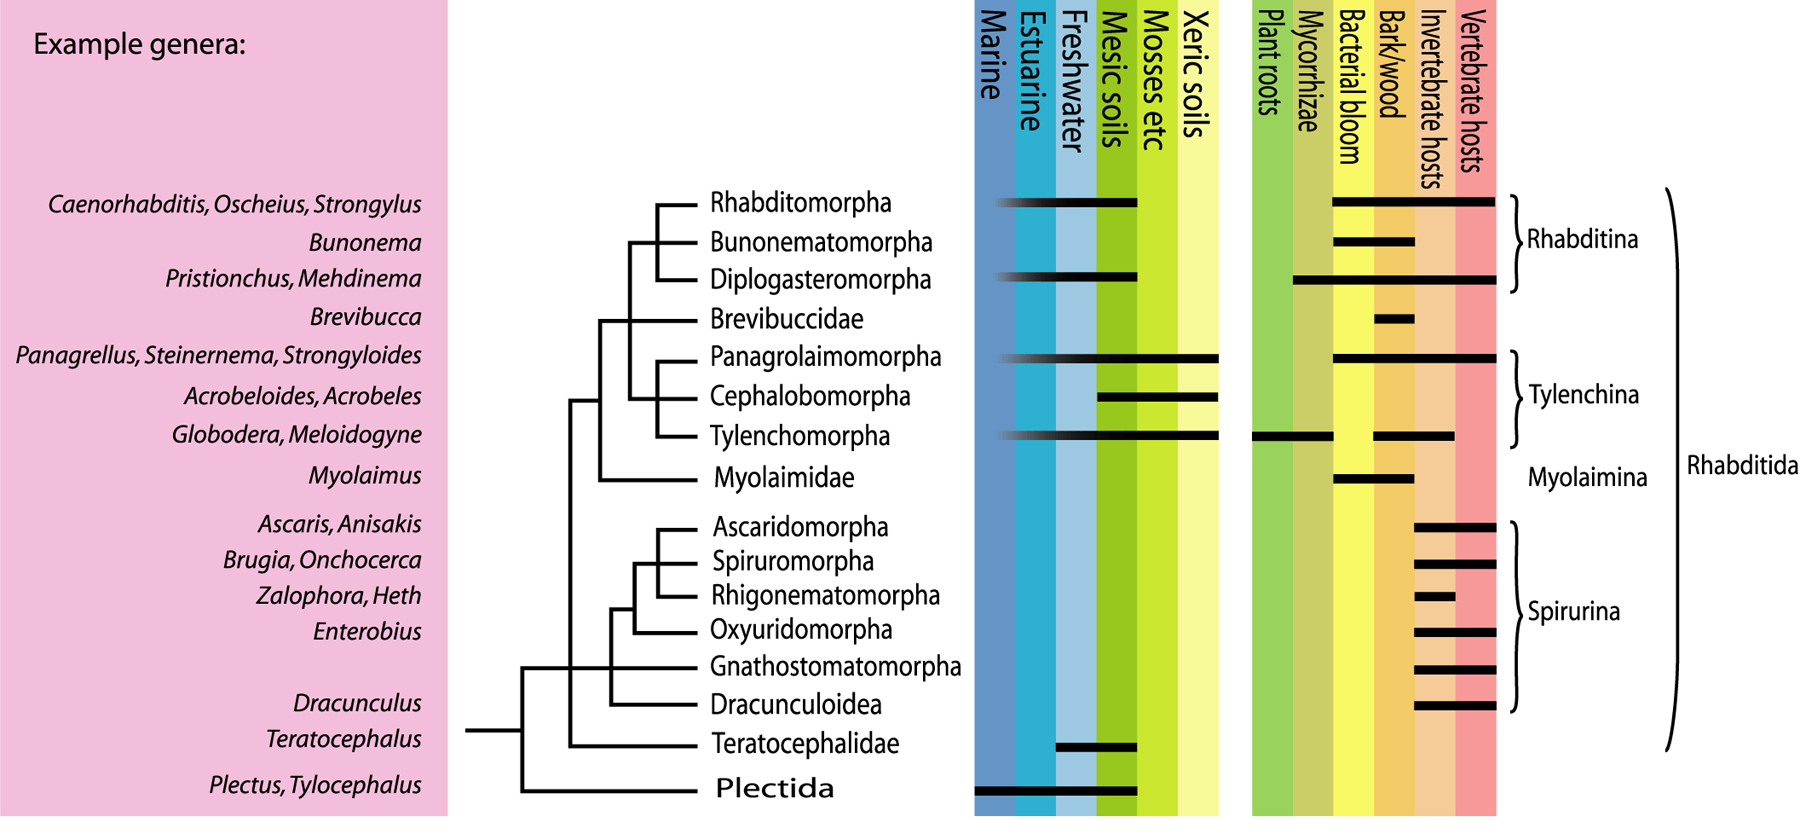 Example genera:
Marine
Estuarine
Freshwater
Mesic soils
Mosses etc
Xeric soils
Plant roots
Mycorrhizae
Bacterial bloom
Bark/wood
Invertebrate hosts
Vertebrate hosts
Caenorhabditis, Oscheius, Strongylus
Rhabditomorpha
Bunonema
Bunonematomorpha
Rhabditina
Pristionchus, Mehdinema
Diplogasteromorpha
Brevibucca
Brevibuccidae
Panagrellus, Steinernema, Strongyloides
Panagrolaimomorpha
Acrobeloides, Acrobeles
Cephalobomorpha
Tylenchina
Globodera, Meloidogyne
Tylenchomorpha
Rhabditida
Myolaimus
Myolaimidae
Myolaimina
Ascaris, Anisakis
Ascaridomorpha
Brugia, Onchocerca
Spiruromorpha
Zalophora, Heth
Rhigonematomorpha
Spirurina
Enterobius
Oxyuridomorpha
Gnathostomatomorpha
Dracunculus
Dracunculoidea
Teratocephalus
Teratocephalidae
Plectus, Tylocephalus
Plectida